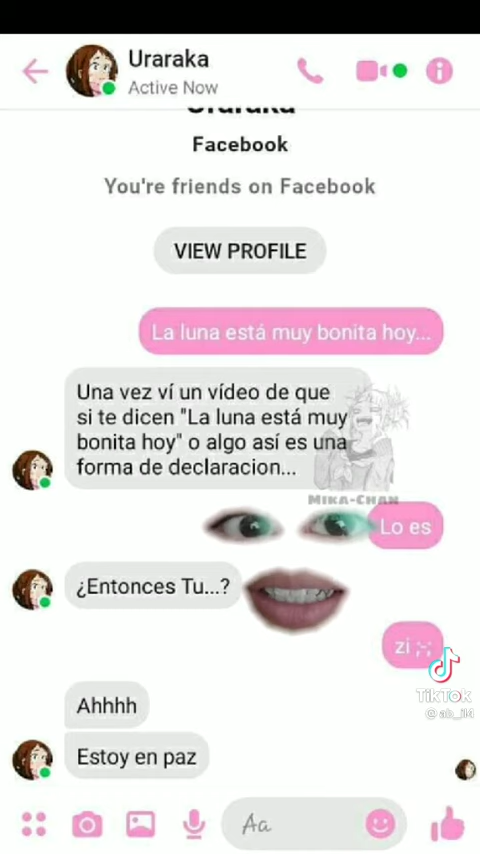 Uraraka
Active Now
Uraraka
Facebook
You're friends on Facebook
VIEW PROFILE
La luna está muy bonita hoy...
Una vez ví un vídeo de que
si te dicen "La luna está muy
bonita hoy" o algo así es una
forma de declaracion...
MIKA-CHAN
Lo es
¿Entonces Tu...?
zi
TikTok
Ahhhh
Estoy en paz
Aa